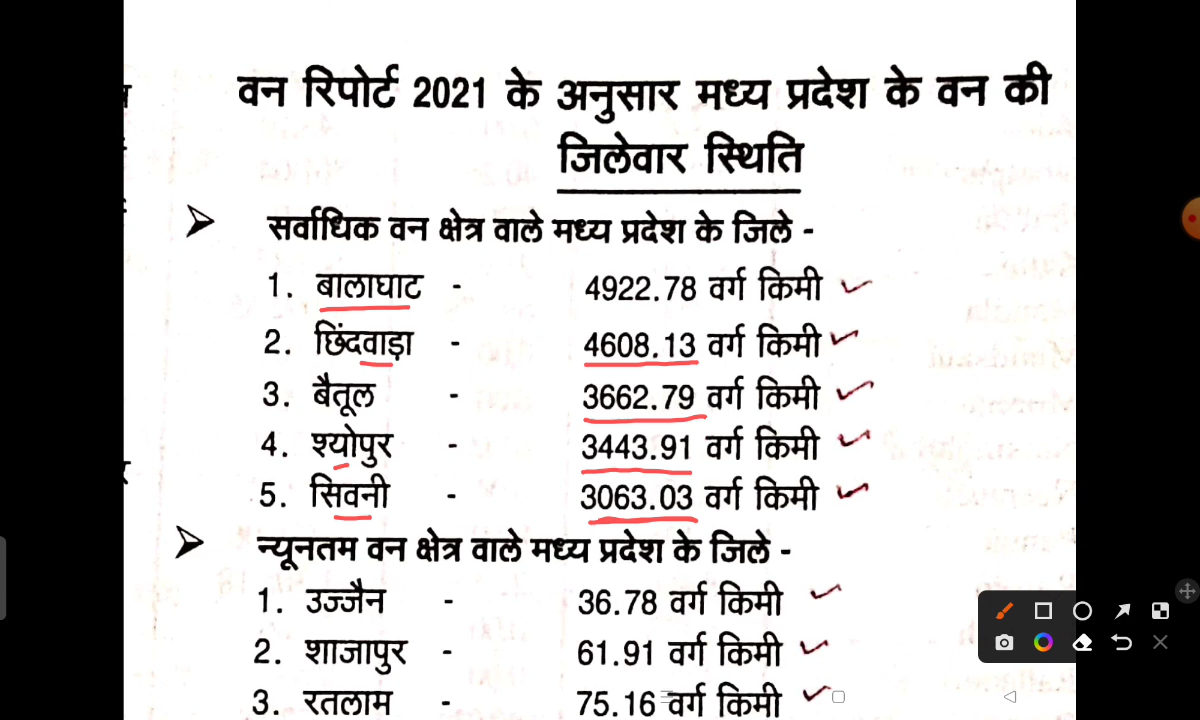 वन रिपोर्ट 2021 के अनुसार मध्य प्रदेश के वन की
जिलेवार स्थिति
सर्वाधिक वन क्षेत्र वाले मध्य प्रदेश के जिले -
1. बालाघाट - 4922.78 वर्ग किमी
2. छिंदवाड़ा - 4608.13 वर्ग किमी
3. बैतूल - 3662.79 वर्ग किमी
4. श्योपुर - 3443.91 वर्ग किमी
5. सिवनी - 3063.03 वर्ग किमी
न्यूनतम वन क्षेत्र वाले मध्य प्रदेश के जिले -
1. उज्जैन - 36.78 वर्ग किमी
2. शाजापुर - 61.91 वर्ग किमी
3. रतलाम - 75.16 वर्ग किमी